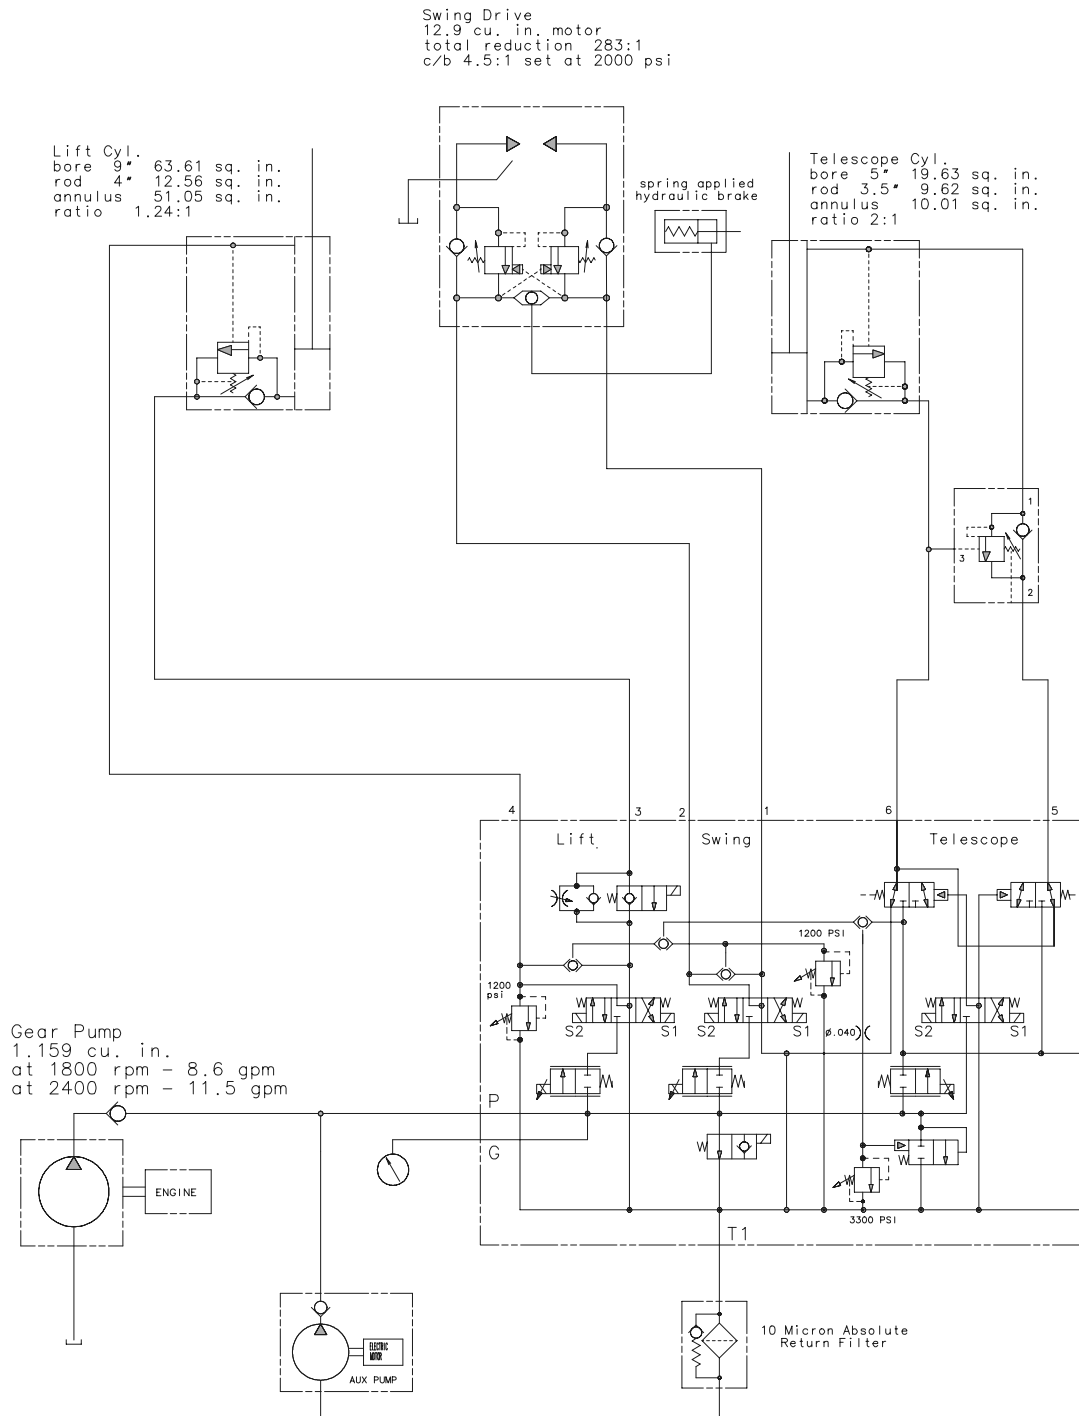 Swing Drive
12.9 cu. in. motor
total reduction 283:1
c/b 4.5:1 set at 2000 psi
Lift Cyl.
bore 9" 63.61 sq. in.
rod 4" 12.56 sq. in.
annulus 51.05 sq. in.
ratio 1.24:1
spring applied
hydraulic brake
Telescope Cyl.
bore 5" 19.63 sq. in.
rod 3.5" 9.62 sq. in.
annulus 10.01 sq. in.
ratio 2:1
1
3
2
4 3 2 1 6 5
Lift Swing Telescope
1200 PSI
1200
psi
S2 S1 S2 S1 ø.040 S2 S1
Gear Pump
1.159 cu. in.
at 1800 rpm - 8.6 gpm
at 2400 rpm - 11.5 gpm
P
G
ENGINE
3300 PSI
T1
10 Micron Absolute
Return Filter
ELECTRIC
MOTOR
AUX PUMP